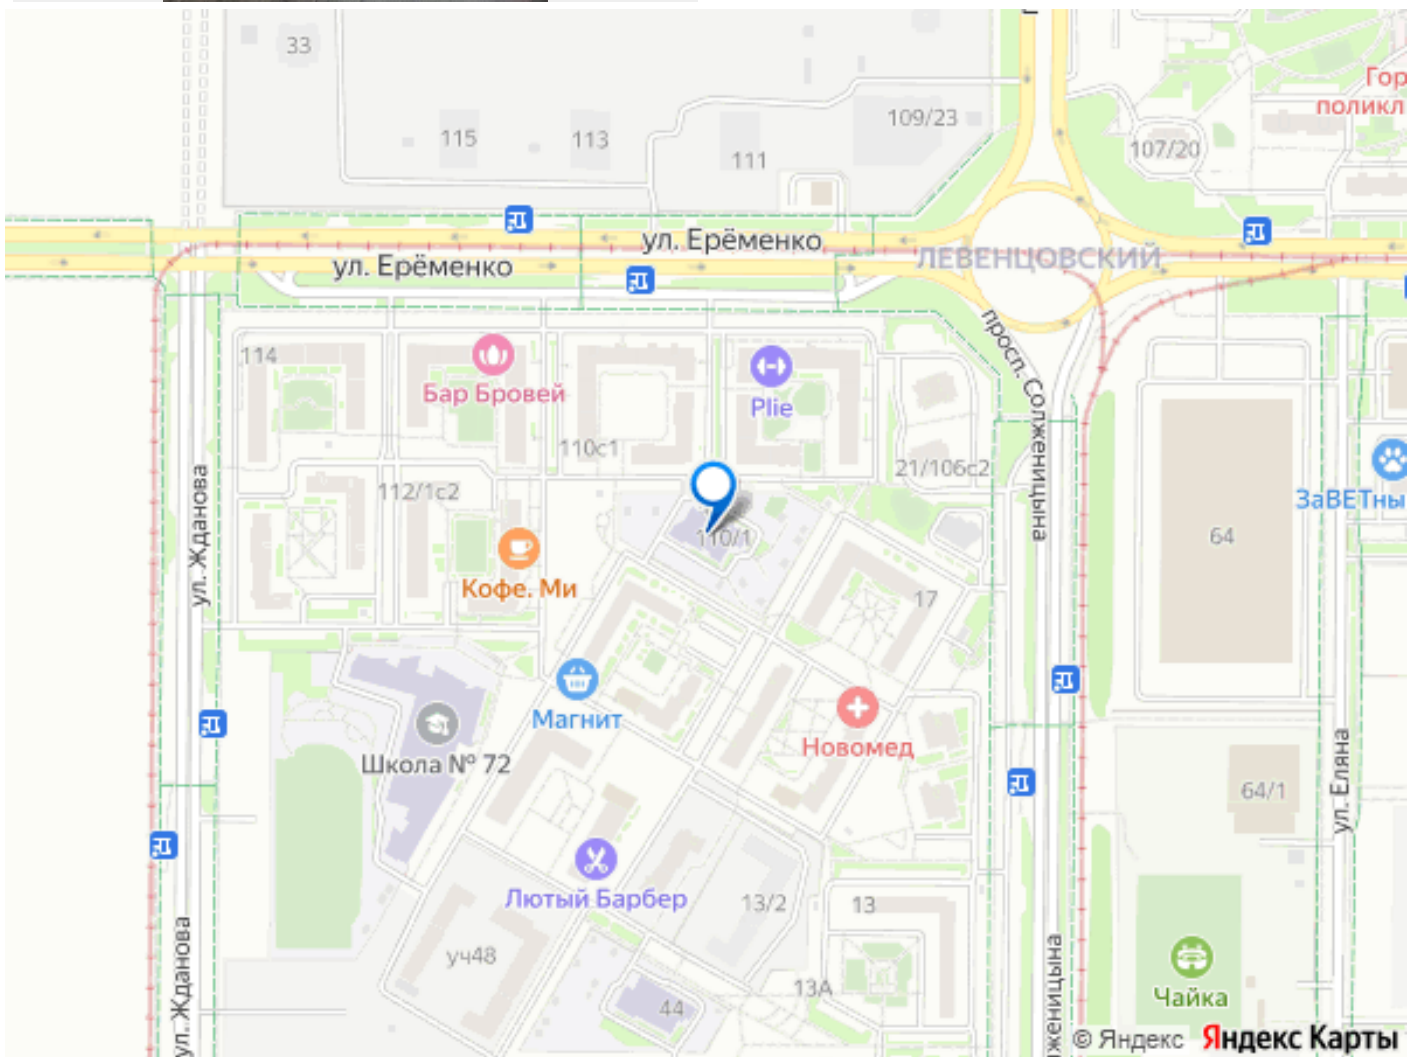 33
Гор
поликл
109/23
115
113
111
107/20
ул. Ерёменко
ул. Ерёменко
ЛЕВЕНЦОВСКИЙ
просп. Солженицына
114
Бар Бровей
Plie
110с1
21/106с2
112/1с2
ул. Жданова
ЗаВЕТны
64
110/1
Кофе. Ми
17
Магнит
Новомед
Школа № 72
64/1
ул. Еляна
Лютый Барбер
13/2
13
уч48
13А
44
Чайка
ул. Жданова
женицына
© Яндекс Яндекс Карты